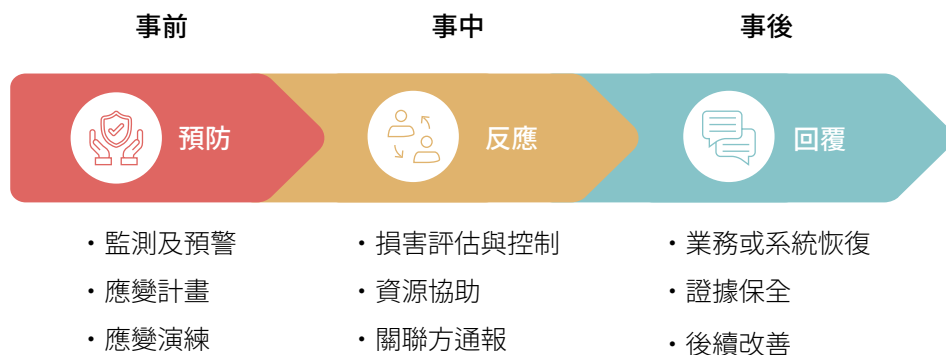 事前
事中
事後
預防
反應
回覆
・監測及預警
・應變計畫
・應變演練
・損害評估與控制
・資源協助
・關聯方通報
・業務或系統恢復
・證據保全
・後續改善